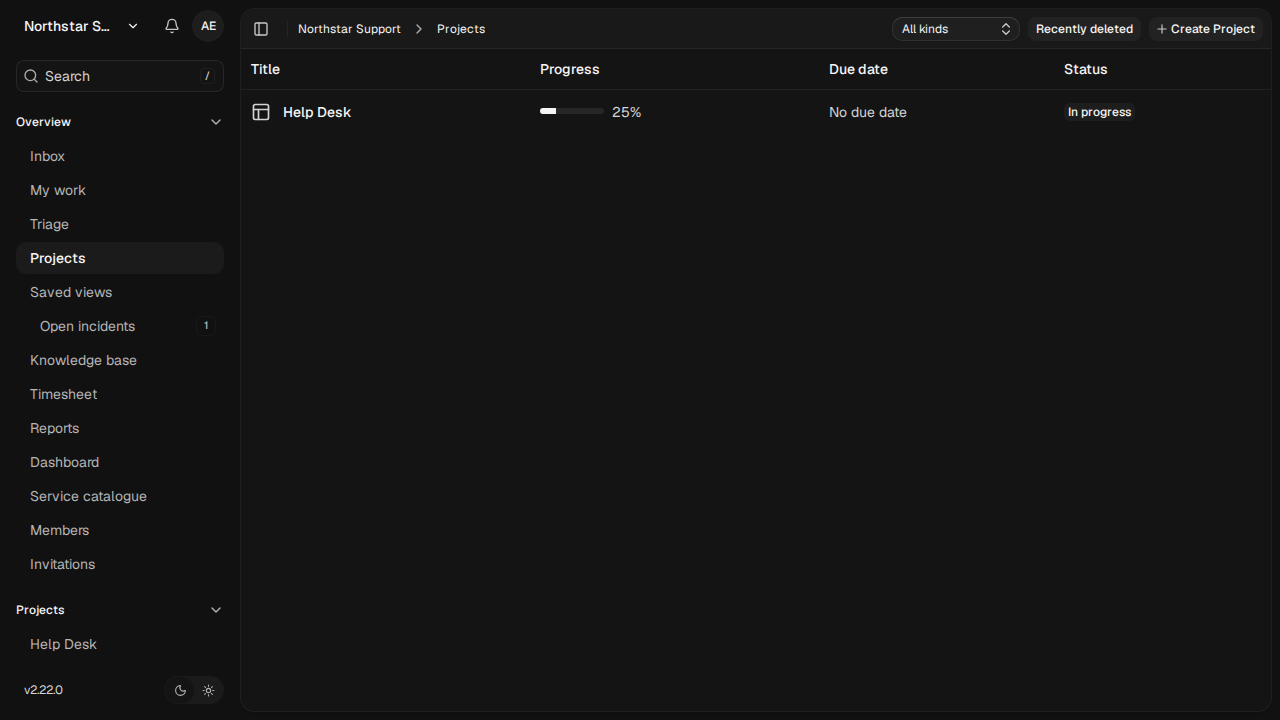 Northstar S...
AE
Search
/
Overview
Inbox
My work
Triage
Projects
Saved views
Open incidents
1
Knowledge base
Timesheet
Reports
Dashboard
Service catalogue
Members
Invitations
Projects
Help Desk
v2.22.0
Northstar Support > Projects
All kinds
Recently deleted
+ Create Project
Title Progress Due date Status
Help Desk 25% No due date In progress